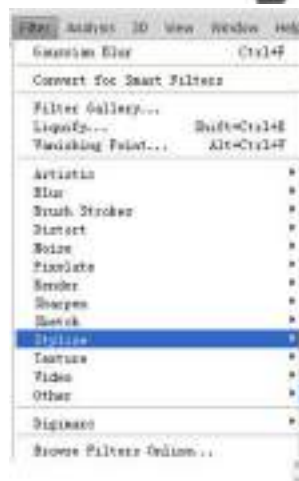 Filter Analysis 3D View Window Help
Gaussian Blur Ctrl+F
Convert for Smart Filters
Filter Gallery...
Liquify... Shift+Ctrl+X
Vanishing Point... Alt+Ctrl+V
Artistic
Blur
Brush Strokes
Distort
Noise
Pixelate
Render
Sharpen
Sketch
Stylize
Texture
Video
Other
Digimarc
Browse Filters Online...